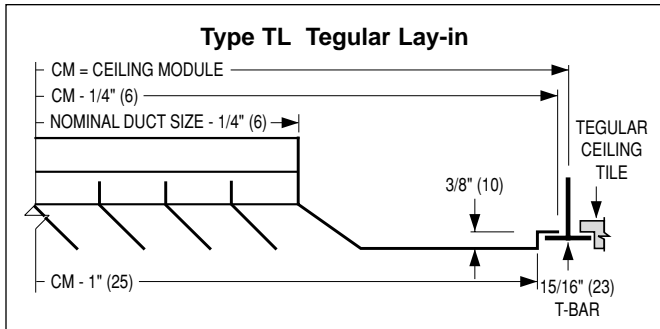 Type TL Tegular Lay-in
CM = CEILING MODULE
CM - 1/4" (6)
NOMINAL DUCT SIZE - 1/4" (6)
TEGULAR
CEILING
TILE
3/8" (10)
CM - 1" (25)
15/16" (23)
T-BAR